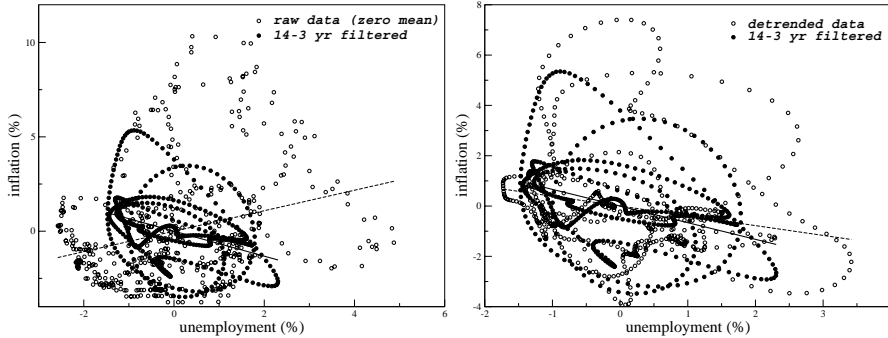 raw data (zero mean)
14-3 yr filtered
10
5
0
inflation (%)
-2
0
2
4
6
unemployment (%)
detrended data
14-3 yr filtered
8
6
4
2
0
-2
-4
inflation (%)
-2
-1
0
1
2
3
4
unemployment (%)